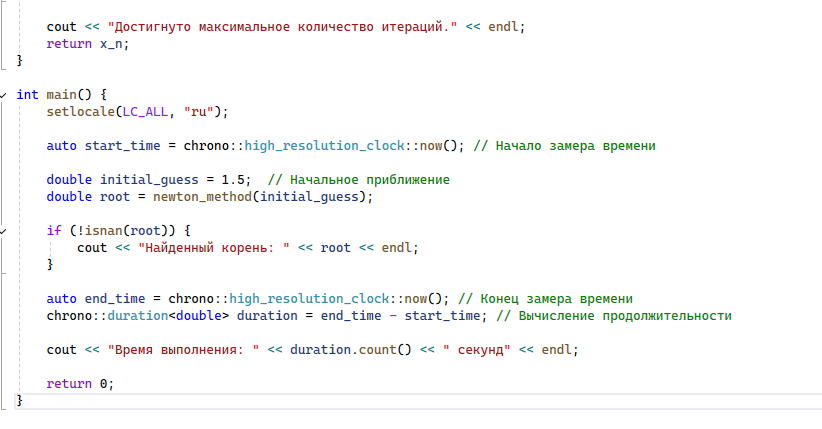 cout << "Достигнуто максимальное количество итераций." << endl;
return x_n;
}
int main() {
setlocale(LC_ALL, "ru");
auto start_time = chrono::high_resolution_clock::now(); // Начало замера времени
double initial_guess = 1.5;  // Начальное приближение
double root = newton_method(initial_guess);
if (!isnan(root)) {
cout << "Найденный корень: " << root << endl;
}
auto end_time = chrono::high_resolution_clock::now(); // Конец замера времени
chrono::duration<double> duration = end_time - start_time; // Вычисление продолжительности
cout << "Время выполнения: " << duration.count() << " секунд" << endl;
return 0;
}